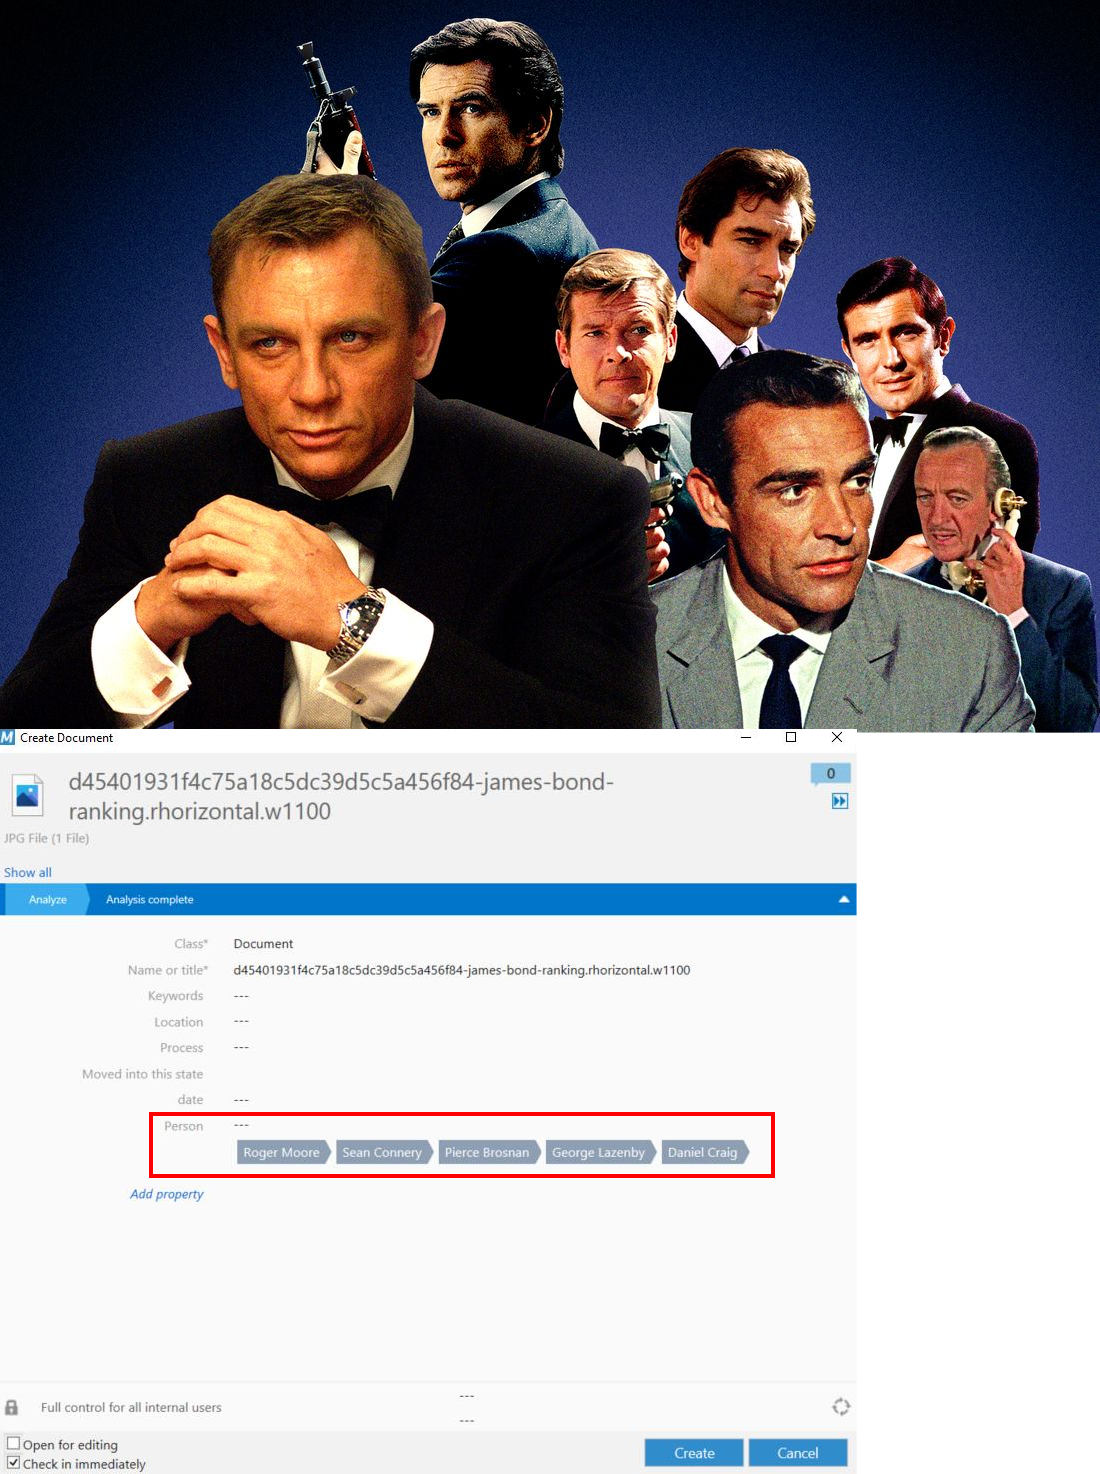 M Create Document
d45401931f4c75a18c5dc39d5c5a456f84-james-bond-
ranking.rhorizontal.w1100
0
JPG File (1 File)
Show all
Analyze Analysis complete
Class* Document
Name or title* d45401931f4c75a18c5dc39d5c5a456f84-james-bond-ranking.rhorizontal.w1100
Keywords ---
Location ---
Process ---
Moved into this state
date ---
Person ---
Roger Moore Sean Connery Pierce Brosnan George Lazenby Daniel Craig
Add property
---
Full control for all internal users
---
Open for editing
Check in immediately
Create Cancel